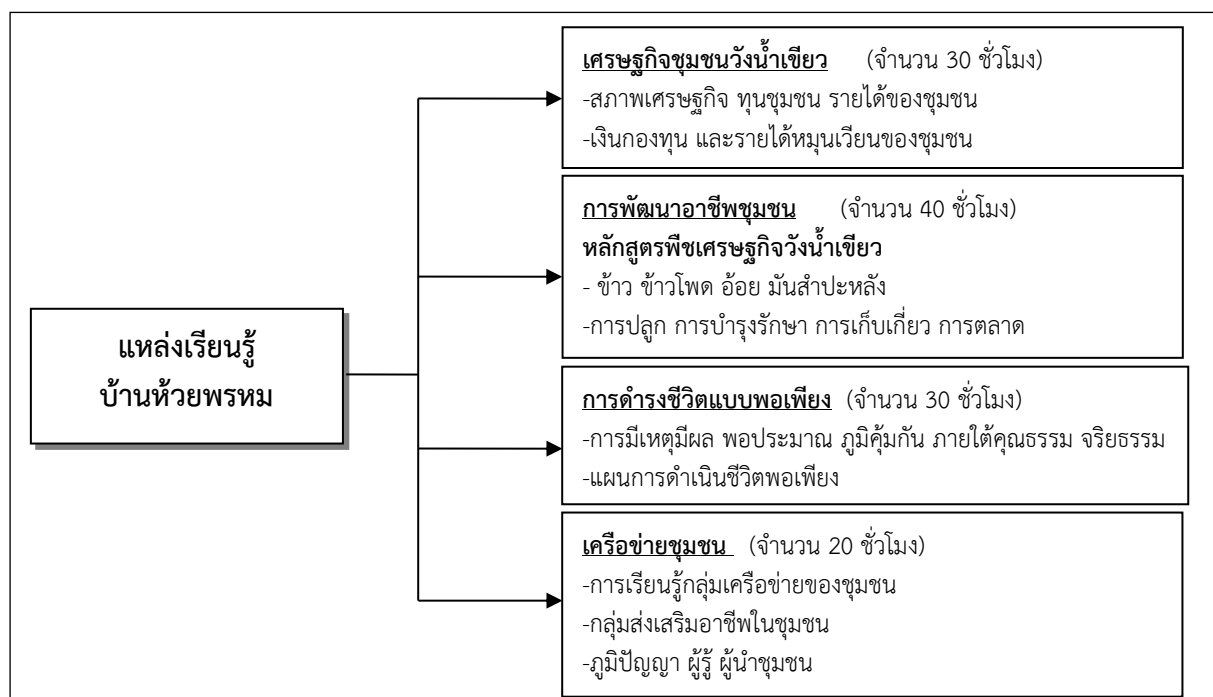 เศรษฐกิจชุมชนวังน้ำเขียว (จำนวน 30 ชั่วโมง)
-สภาพเศรษฐกิจ ทุนชุมชน รายได้ของชุมชน
-เงินกองทุน และรายได้หมุนเวียนของชุมชน
การพัฒนาอาชีพชุมชน (จำนวน 40 ชั่วโมง)
หลักสูตรพืชเศรษฐกิจวังน้ำเขียว
- ข้าว ข้าวโพด อ้อย มันสำปะหลัง
-การปลูก การบำรุงรักษา การเก็บเกี่ยว การตลาด
แหล่งเรียนรู้
บ้านห้วยพรหม
การดำรงชีวิตแบบพอเพียง (จำนวน 30 ชั่วโมง)
-การมีเหตุมีผล พอประมาณ ภูมิคุ้มกัน ภายใต้คุณธรรม จริยธรรม
-แผนการดำเนินชีวิตพอเพียง
เครือข่ายชุมชน (จำนวน 20 ชั่วโมง)
-การเรียนรู้กลุ่มเครือข่ายของชุมชน
-กลุ่มส่งเสริมอาชีพในชุมชน
-ภูมิปัญญา ผู้รู้ ผู้นำชุมชน